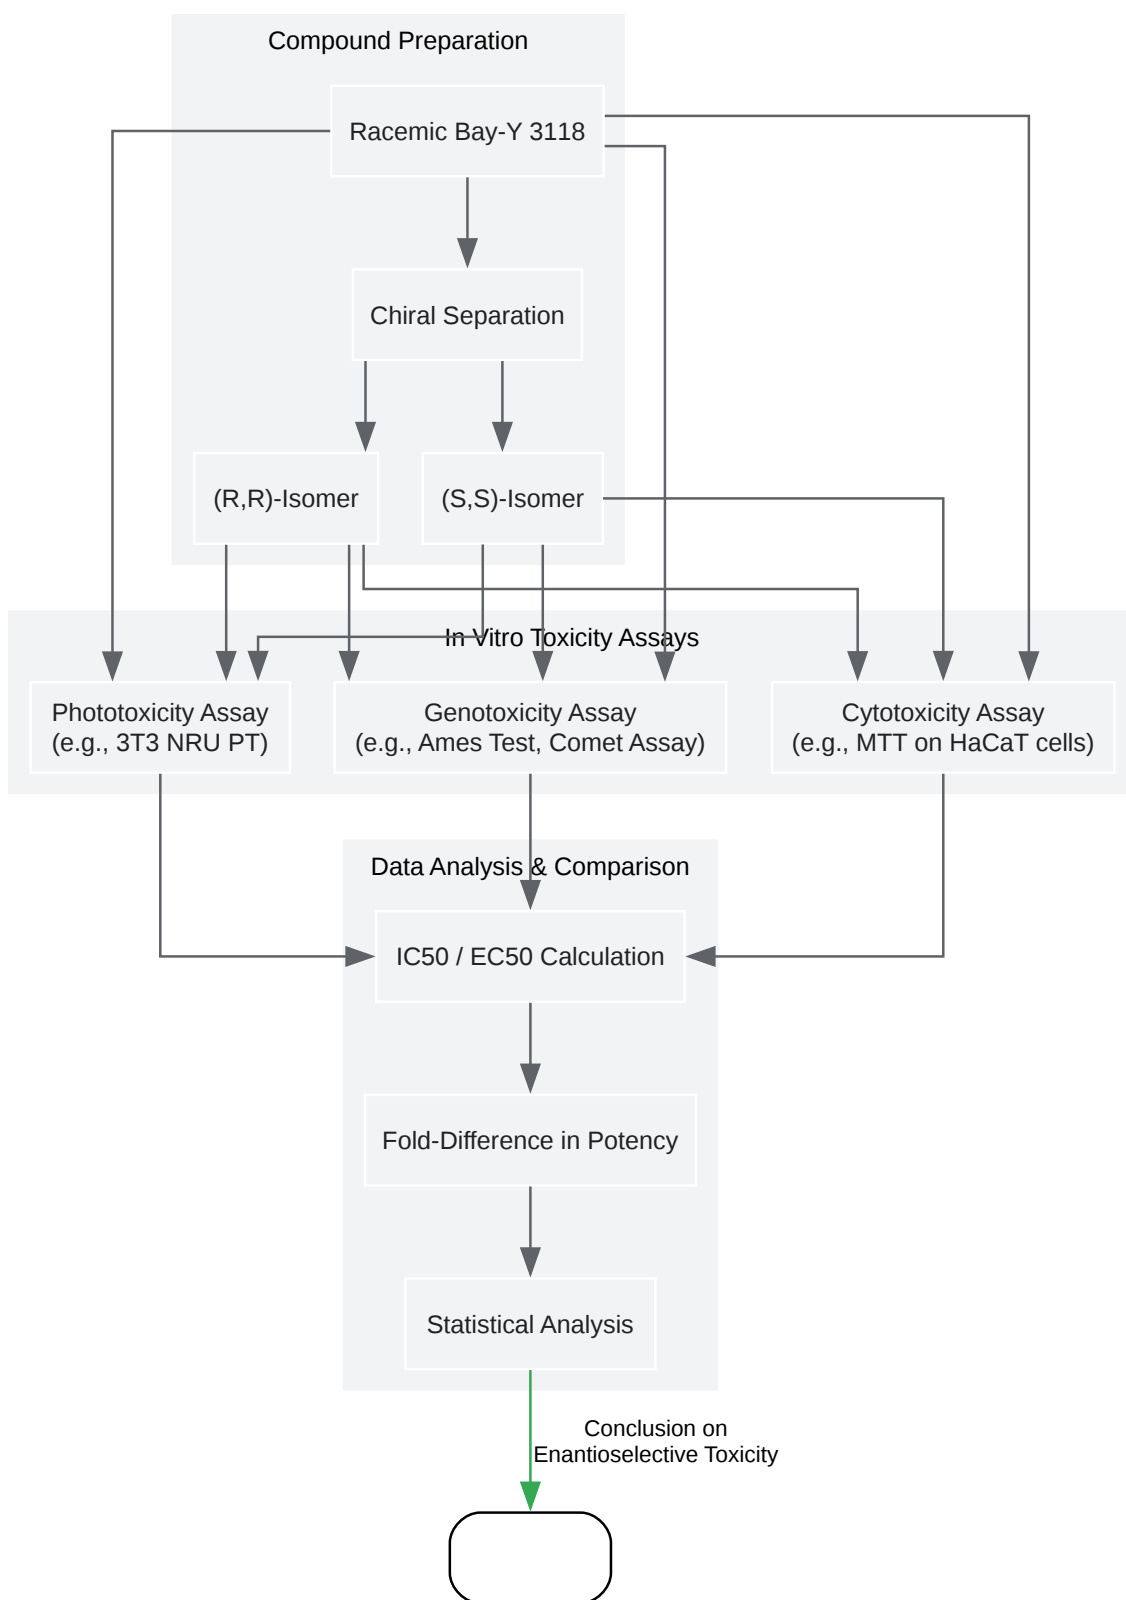 Compound Preparation
Racemic Bay-Y 3118
Chiral Separation
(R,R)-Isomer
(S,S)-Isomer
In Vitro Toxicity Assays
Phototoxicity Assay
(e.g., 3T3 NRU PT)
Genotoxicity Assay
(e.g., Ames Test, Comet Assay)
Cytotoxicity Assay
(e.g., MTT on HaCaT cells)
Data Analysis & Comparison
IC50 / EC50 Calculation
Fold-Difference in Potency
Statistical Analysis
Conclusion on
Enantioselective Toxicity